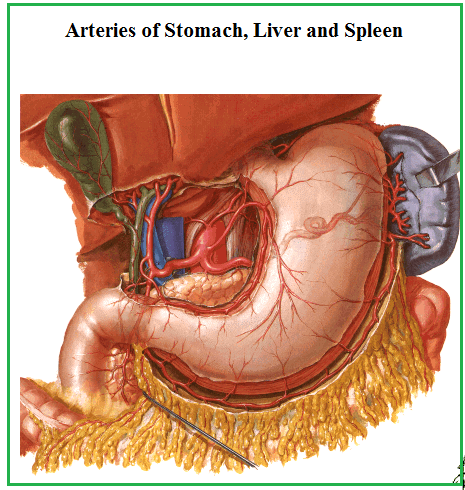 Arteries of Stomach, Liver and Spleen